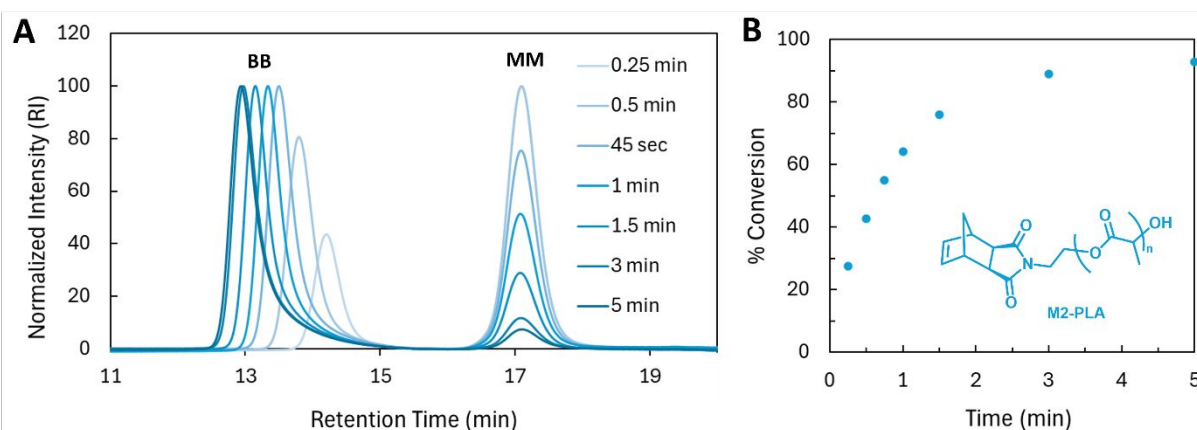 A
Normalized Intensity (RI)
120
100
80
60
40
20
0
BB
MM
0.25 min
0.5 min
45 sec
1 min
1.5 min
3 min
5 min
11
13
15
17
19
Retention Time (min)
B
% Conversion
100
80
60
40
20
0
O
N
O
O
O
n
OH
M2-PLA
0
1
2
3
4
5
Time (min)